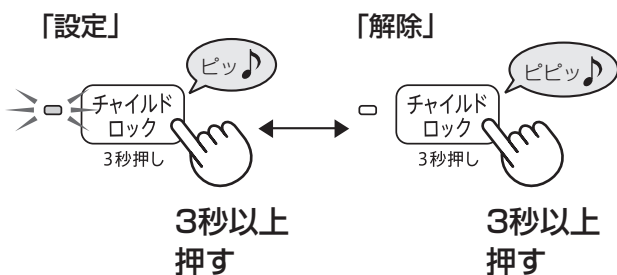 「設定」
ピッ♪
チャイルド
ロック
3秒押し
3秒以上
押す
「解除」
ピピッ♪
チャイルド
ロック
3秒押し
3秒以上
押す